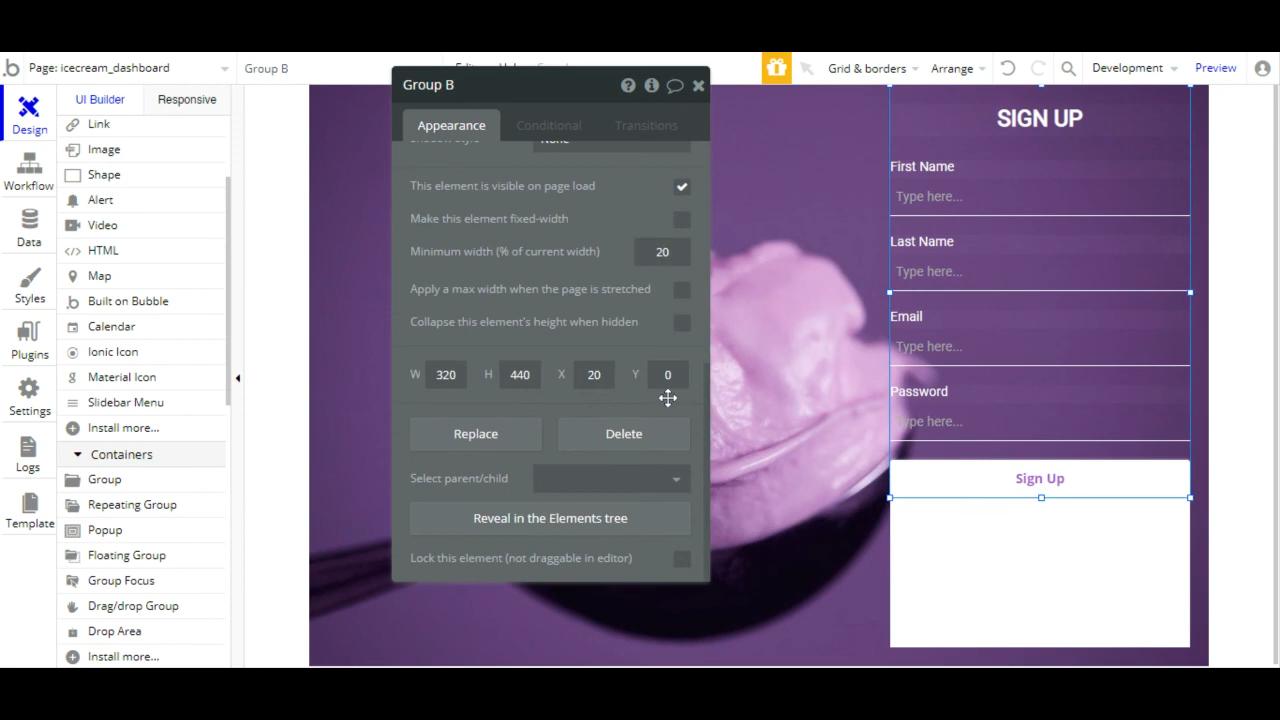 .b Page: icecream_dashboard Group B Grid & borders Arrange Development Preview
UI Builder Responsive
Design
Workflow
Data
Styles
Plugins
Settings
Logs
Template
Link
Image
Shape
Alert
Video
</> HTML
Map
.b Built on Bubble
Calendar
Ionic Icon
g Material Icon
Slidebar Menu
Install more...
Containers
Group
Repeating Group
Popup
Floating Group
Group Focus
Drag/drop Group
Drop Area
Install more...
Group B
Appearance Conditional Transitions
Shadow style None
This element is visible on page load
Make this element fixed-width
Minimum width (% of current width) 20
Apply a max width when the page is stretched
Collapse this element's height when hidden
W 320 H 440 X 20 Y 0
Replace Delete
Select parent/child
Reveal in the Elements tree
Lock this element (not draggable in editor)
SIGN UP
First Name
Type here...
Last Name
Type here...
Email
Type here...
Password
Type here...
Sign Up